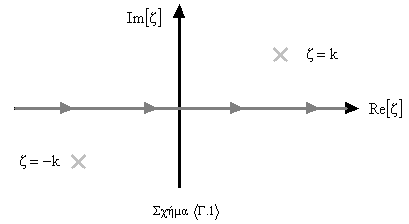 Im[ζ]
ζ = k
Re[ζ]
ζ = −k
Σχήμα ⟨Γ.1⟩